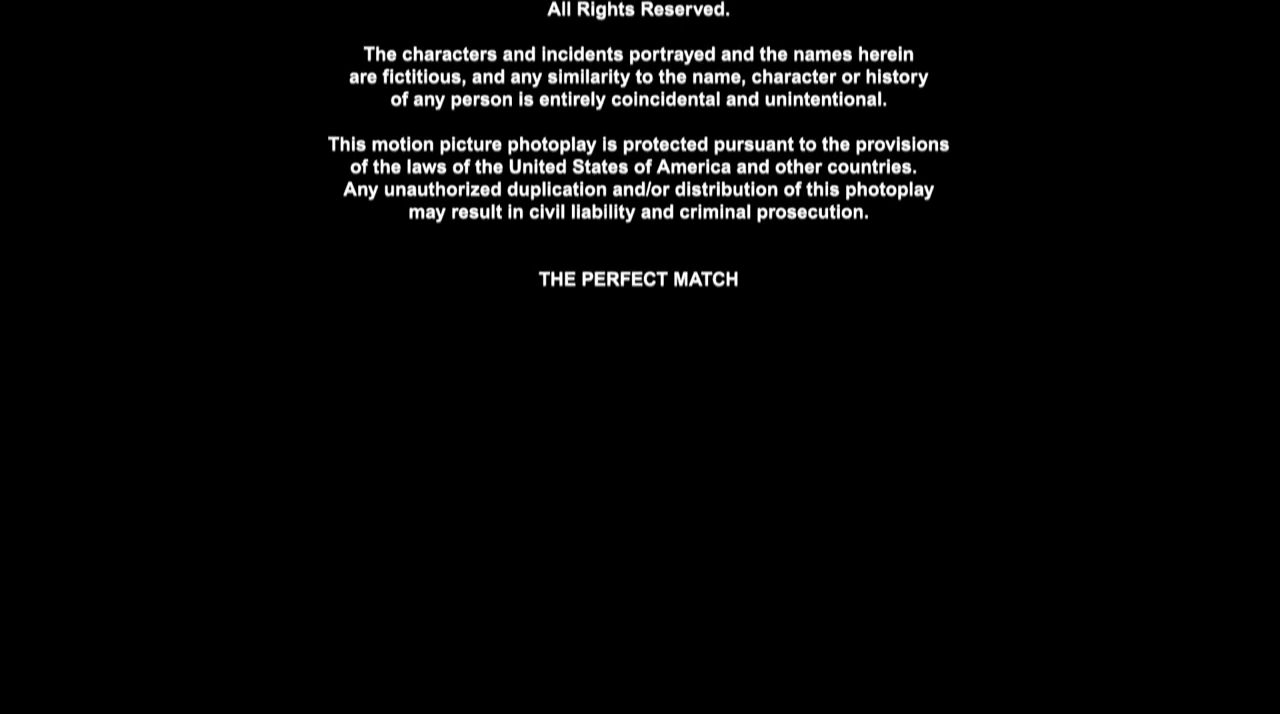 All Rights Reserved.
The characters and incidents portrayed and the names herein
are fictitious, and any similarity to the name, character or history
of any person is entirely coincidental and unintentional.
This motion picture photoplay is protected pursuant to the provisions
of the laws of the United States of America and other countries.
Any unauthorized duplication and/or distribution of this photoplay
may result in civil liability and criminal prosecution.
THE PERFECT MATCH